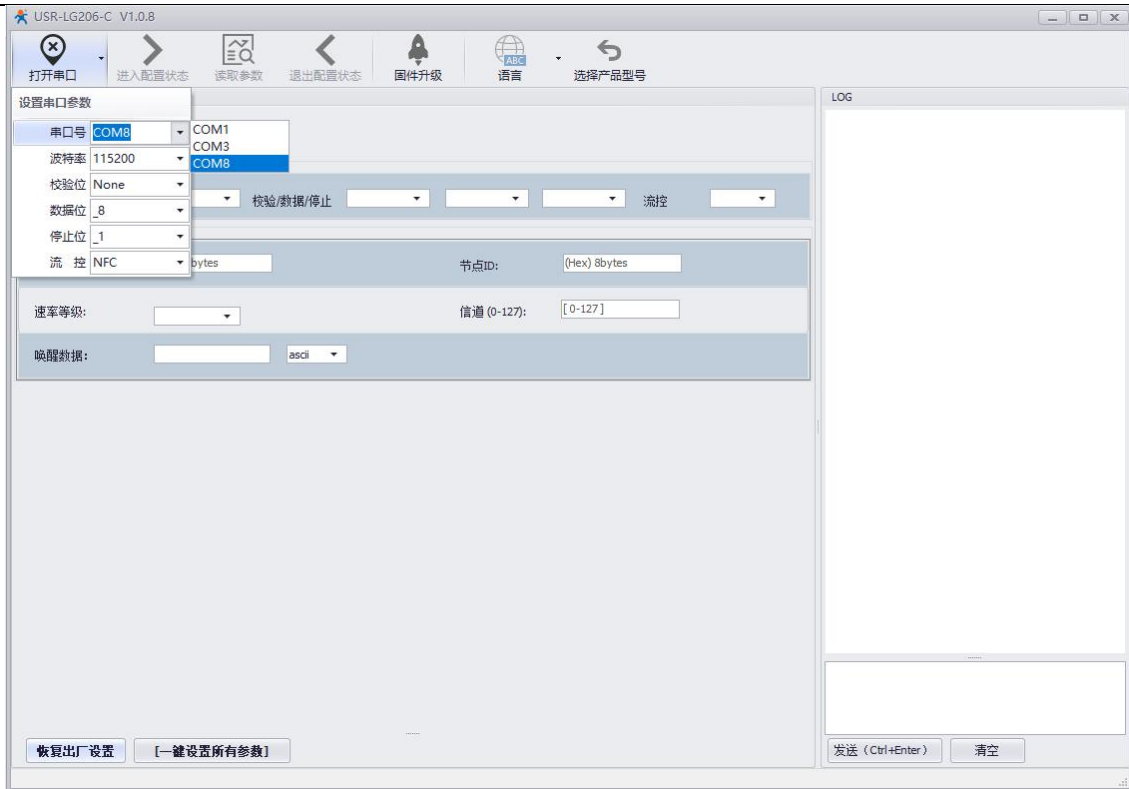 USR-LG206-C V1.0.8
打开串口 进入配置状态 读取参数 退出配置状态 固件升级 语言 选择产品型号
ABC
设置串口参数
LOG
串口号 COM8
COM1
COM3
COM8
波特率 115200
校验位 None
数据位 _8
停止位 _1
流 控 NFC
校验/数据/停止 流控
bytes
节点ID: (Hex) 8bytes
速率等级: 信道 (0-127): [ 0-127 ]
唤醒数据: ascii
恢复出厂设置 [一键设置所有参数] 发送（Ctrl+Enter） 清空